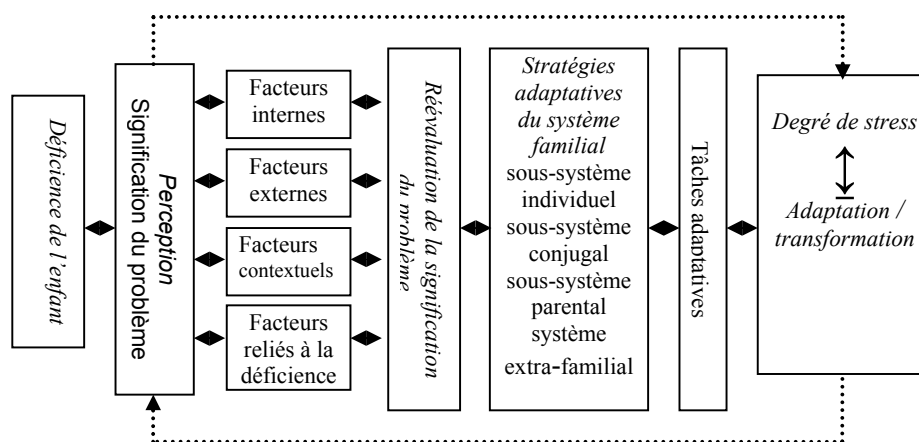 Déficience de l'enfant
Perception
Signification du problème
Facteurs
internes
Facteurs
externes
Facteurs
contextuels
Facteurs
reliés à la
déficience
Réévaluation de la signification
du problème
Stratégies
adaptatives
du système
familial
sous-système
individuel
sous-système
conjugal
sous-système
parental
système
extra-familial
Tâches adaptatives
Degré de stress
Adaptation /
transformation